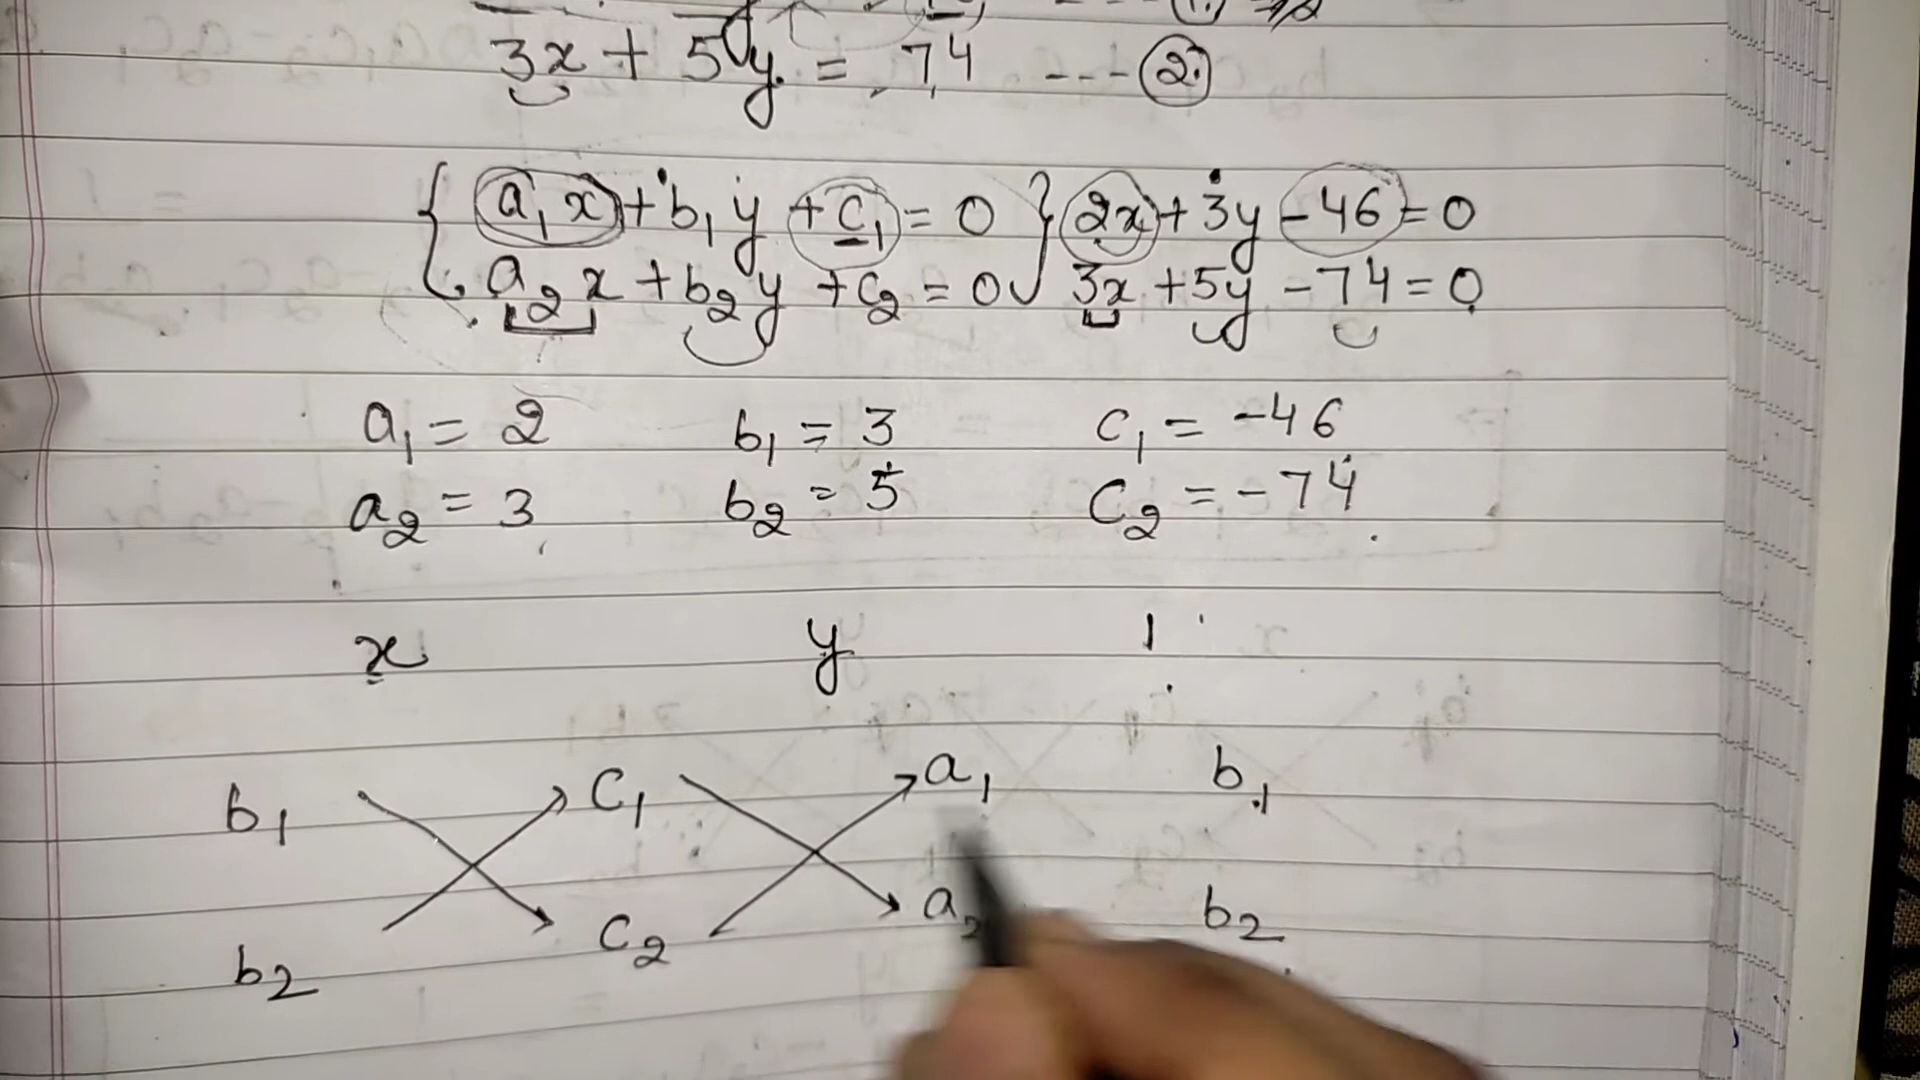 3x + 5y = 74 ---- (2.)
{ a₁x + b₁y + c₁ = 0 } 2x + 3y - 46 = 0
a₂x + b₂y + c₂ = 0 3x + 5y - 74 = 0
a₁ = 2 b₁ = 3 c₁ = -46
a₂ = 3 b₂ = 5 C₂ = -74
x y 1
b₁ c₁ a₁ b₁
b₂ c₂ a₂ b₂